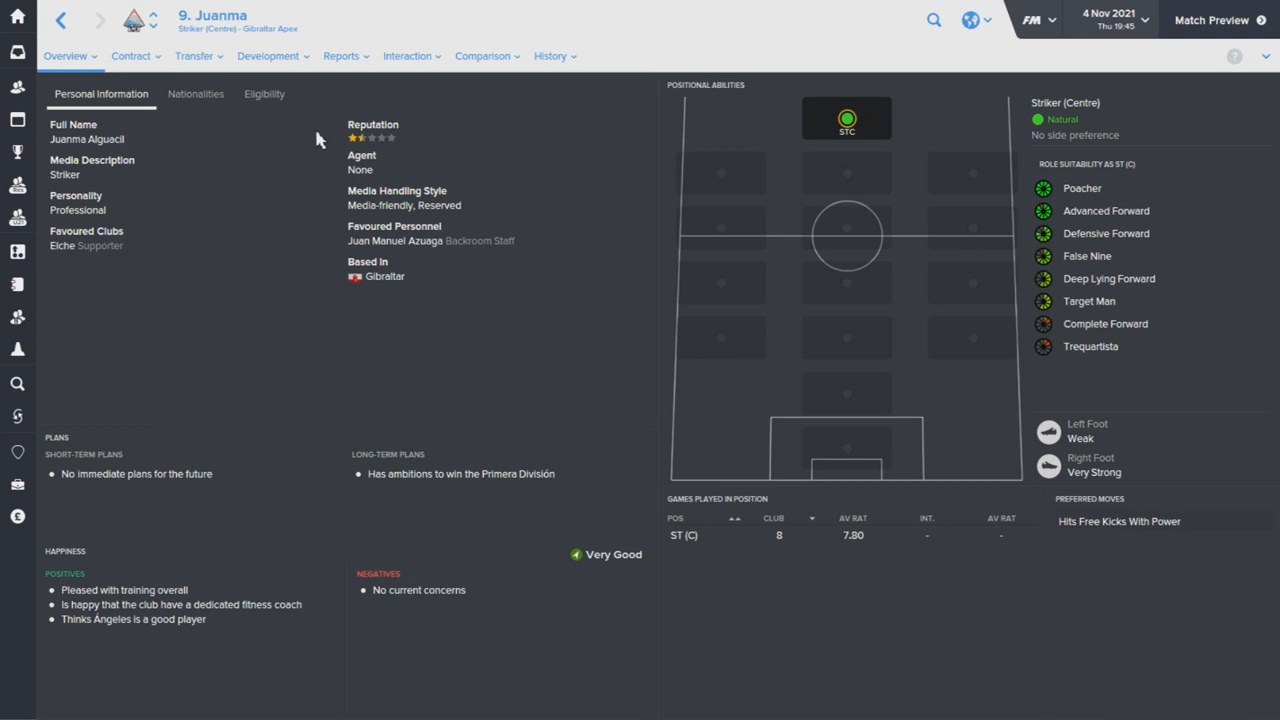 9. Juanma
Striker (Centre) - Gibraltar Apex
FM
4 Nov 2021
Thu 19:45
Match Preview
Overview
Contract
Transfer
Development
Reports
Interaction
Comparison
History
?
Personal Information
Nationalities
Eligibility
Full Name
Juanma Alguacil
Media Description
Striker
Personality
Professional
Favoured Clubs
Elche Supporter
Reputation
Agent
None
Media Handling Style
Media-friendly, Reserved
Favoured Personnel
Juan Manuel Azuaga Backroom Staff
Based In
Gibraltar
PLANS
SHORT-TERM PLANS
No immediate plans for the future
LONG-TERM PLANS
Has ambitions to win the Primera División
HAPPINESS
Very Good
POSITIVES
Pleased with training overall
Is happy that the club have a dedicated fitness coach
Thinks Ángeles is a good player
NEGATIVES
No current concerns
POSITIONAL ABILITIES
STC
Striker (Centre)
Natural
No side preference
ROLE SUITABILITY AS ST (C)
Poacher
Advanced Forward
Defensive Forward
False Nine
Deep Lying Forward
Target Man
Complete Forward
Trequartista
Left Foot
Weak
Right Foot
Very Strong
GAMES PLAYED IN POSITION
POS CLUB AV RAT INT. AV RAT
ST (C) 8 7.80 - -
PREFERRED MOVES
Hits Free Kicks With Power